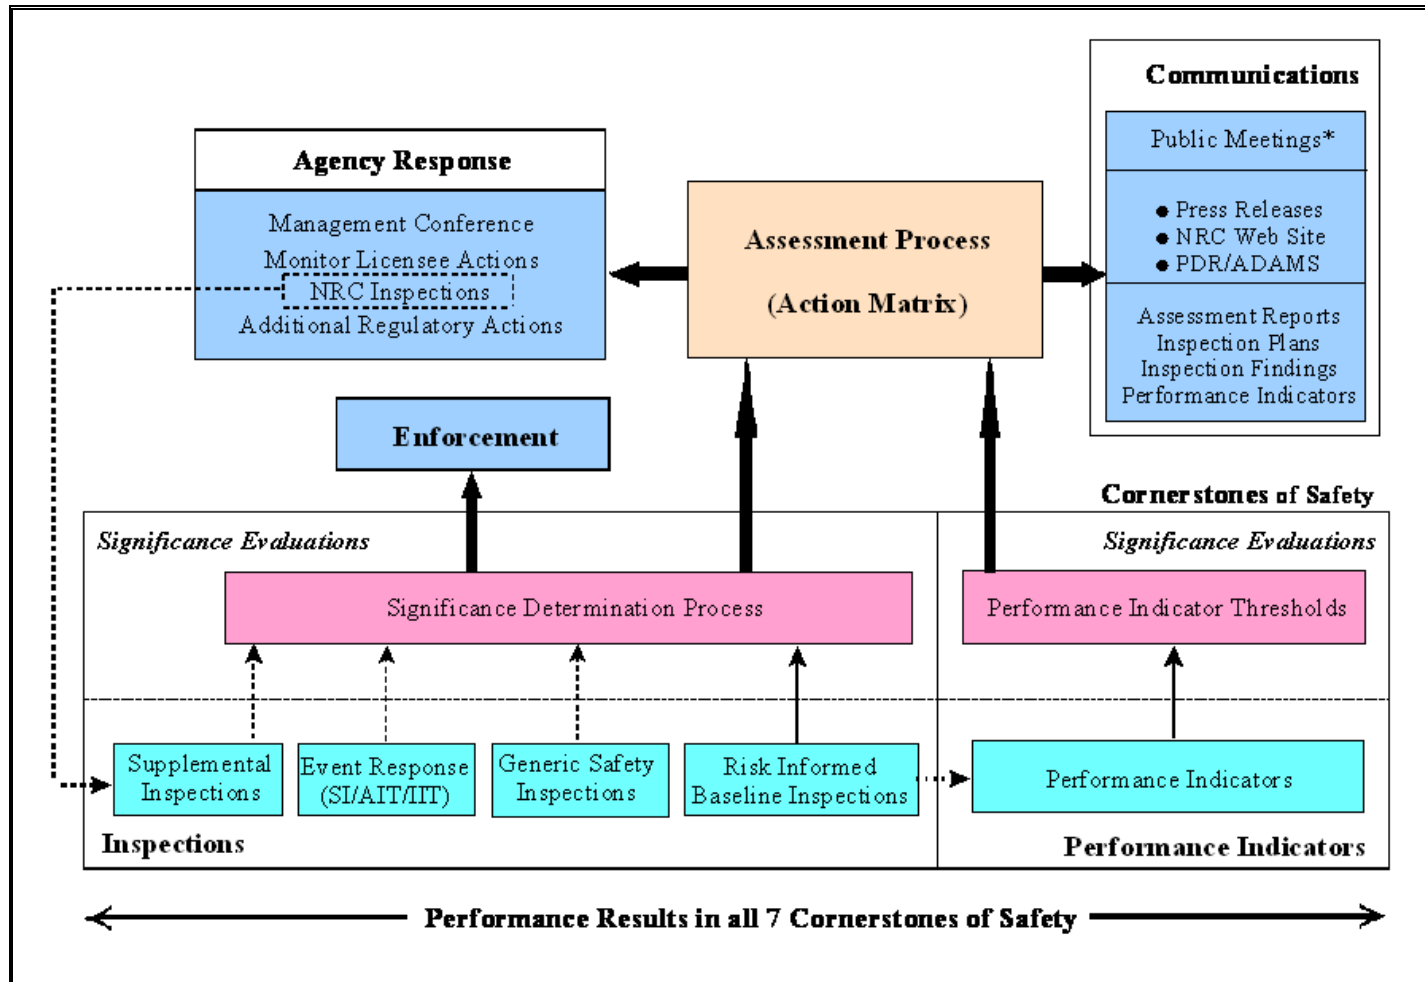 Communications
Public Meetings*
● Press Releases
● NRC Web Site
● PDR/ADAMS
Assessment Reports
Inspection Plans
Inspection Findings
Performance Indicators
Agency Response
Management Conference
Monitor Licensee Actions
NRC Inspections
Additional Regulatory Actions
Assessment Process
(Action Matrix)
Enforcement
Cornerstones of Safety
Significance Evaluations
Significance Evaluations
Significance Determination Process
Performance Indicator Thresholds
Supplemental
Inspections
Event Response
(SI/AIT/IIT)
Generic Safety
Inspections
Risk Informed
Baseline Inspections
Performance Indicators
Inspections
Performance Indicators
Performance Results in all 7 Cornerstones of Safety